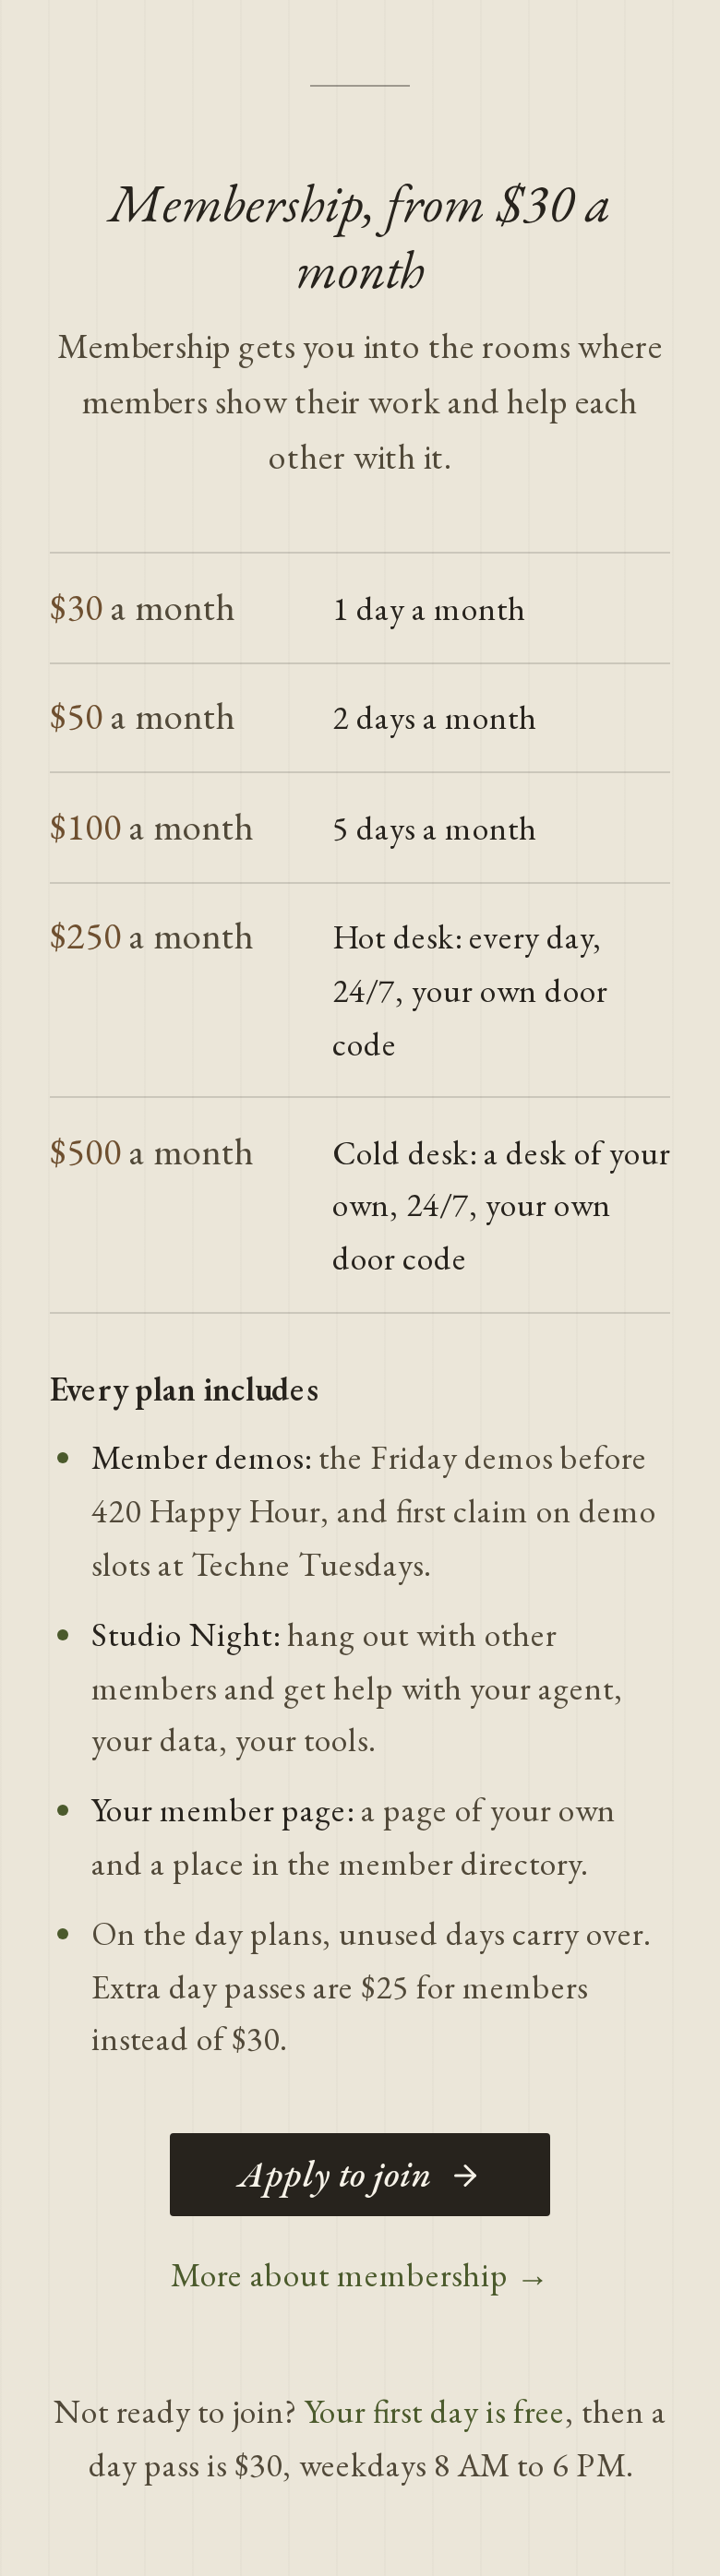 Membership, from $30 a
month
Membership gets you into the rooms where
members show their work and help each
other with it.
$30 a month 1 day a month
$50 a month 2 days a month
$100 a month 5 days a month
$250 a month Hot desk: every day,
24/7, your own door
code
$500 a month Cold desk: a desk of your
own, 24/7, your own
door code
Every plan includes
• Member demos: the Friday demos before
420 Happy Hour, and first claim on demo
slots at Techne Tuesdays.
• Studio Night: hang out with other
members and get help with your agent,
your data, your tools.
• Your member page: a page of your own
and a place in the member directory.
• On the day plans, unused days carry over.
Extra day passes are $25 for members
instead of $30.
Apply to join →
More about membership →
Not ready to join? Your first day is free, then a
day pass is $30, weekdays 8 AM to 6 PM.